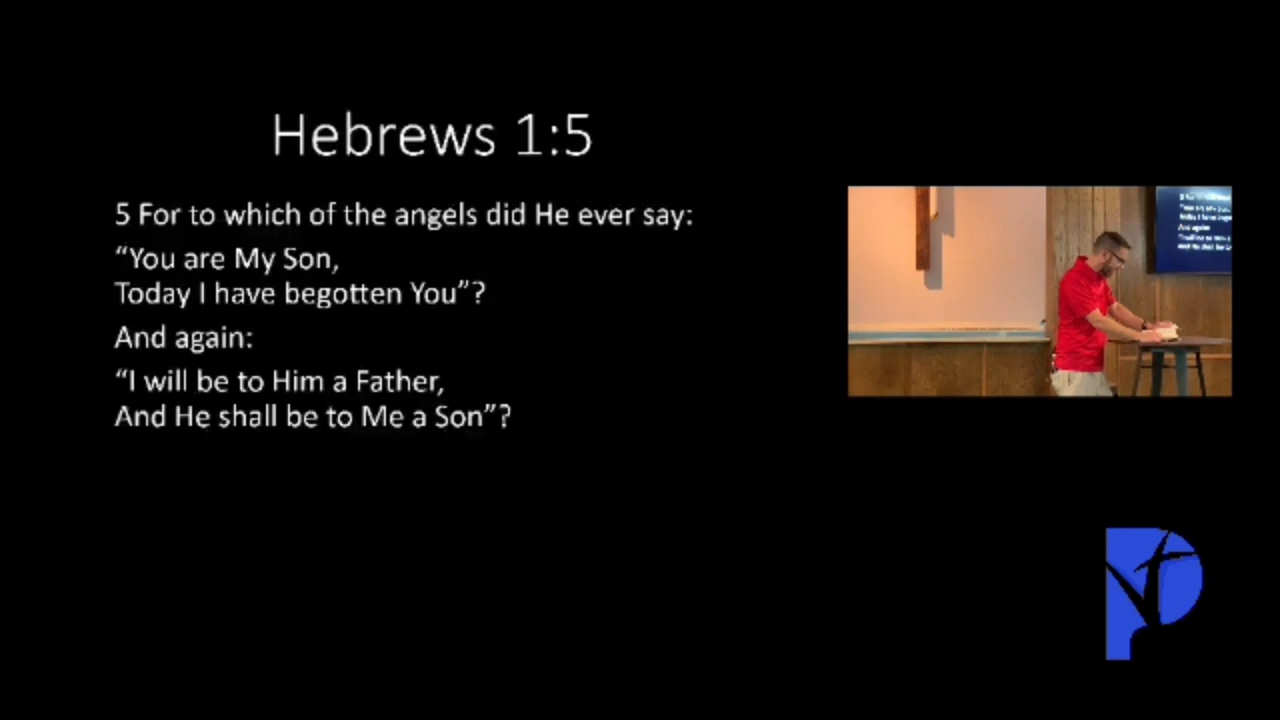 Hebrews 1:5
5 For to which of the angels did He ever say:
“You are My Son,
Today I have begotten You”?
And again:
“I will be to Him a Father,
And He shall be to Me a Son”?